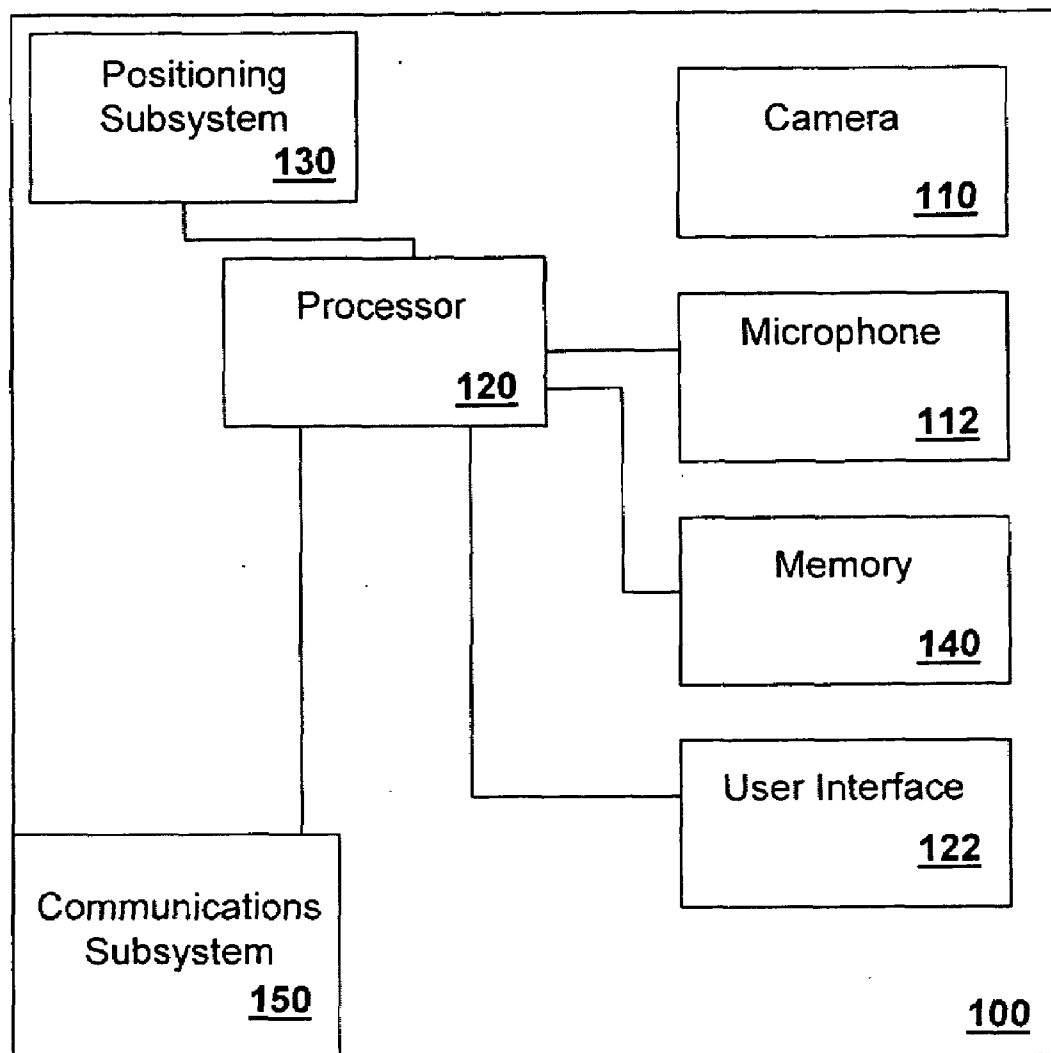 Positioning
Subsystem
130
Camera
110
Processor
120
Microphone
112
Memory
140
User Interface
122
Communications
Subsystem
150
100